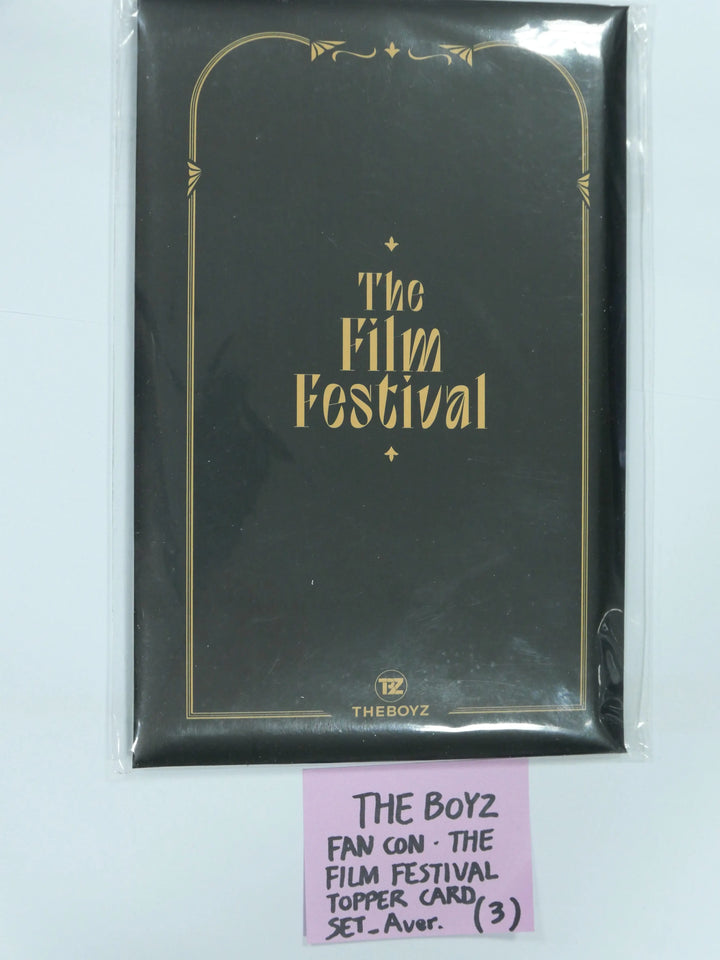 The
Film
Festival
TBZ
THEBOYZ
THE BOYZ
FAN CON · THE
FILM FESTIVAL
TOPPER CARD
SET_Aver. (3)